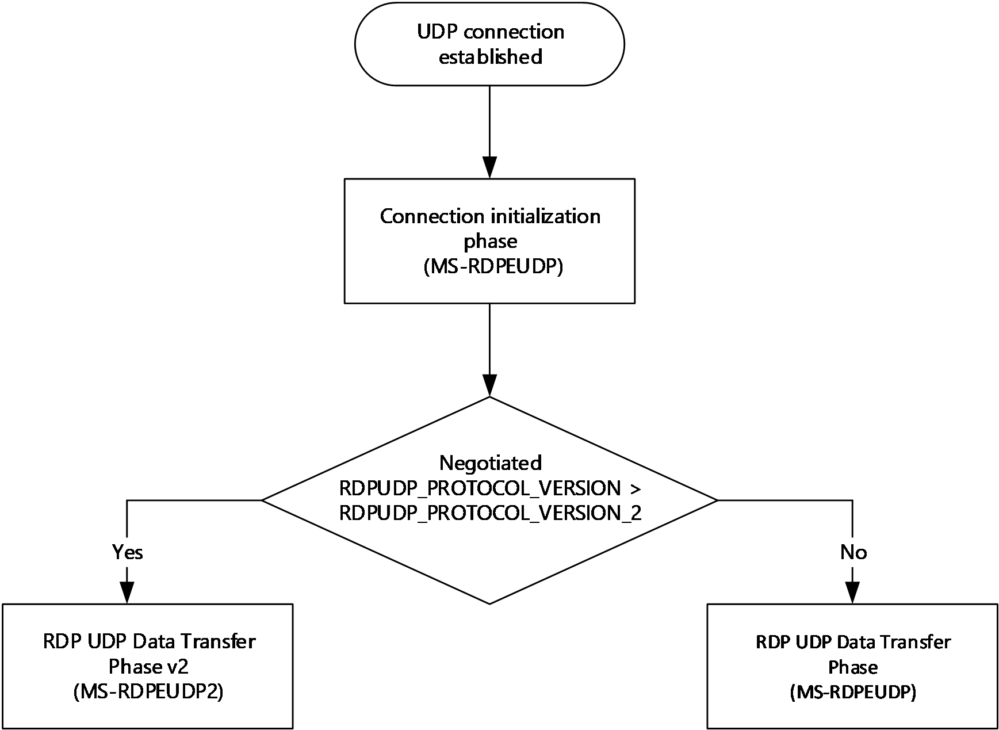 UDP connection
established
Connection initialization
phase
(MS-RDPEUDP)
Negotiated
RDPUDP_PROTOCOL_VERSION >
RDPUDP_PROTOCOL_VERSION_2
Yes
No
RDP UDP Data Transfer
Phase v2
(MS-RDPEUDP2)
RDP UDP Data Transfer
Phase
(MS-RDPEUDP)